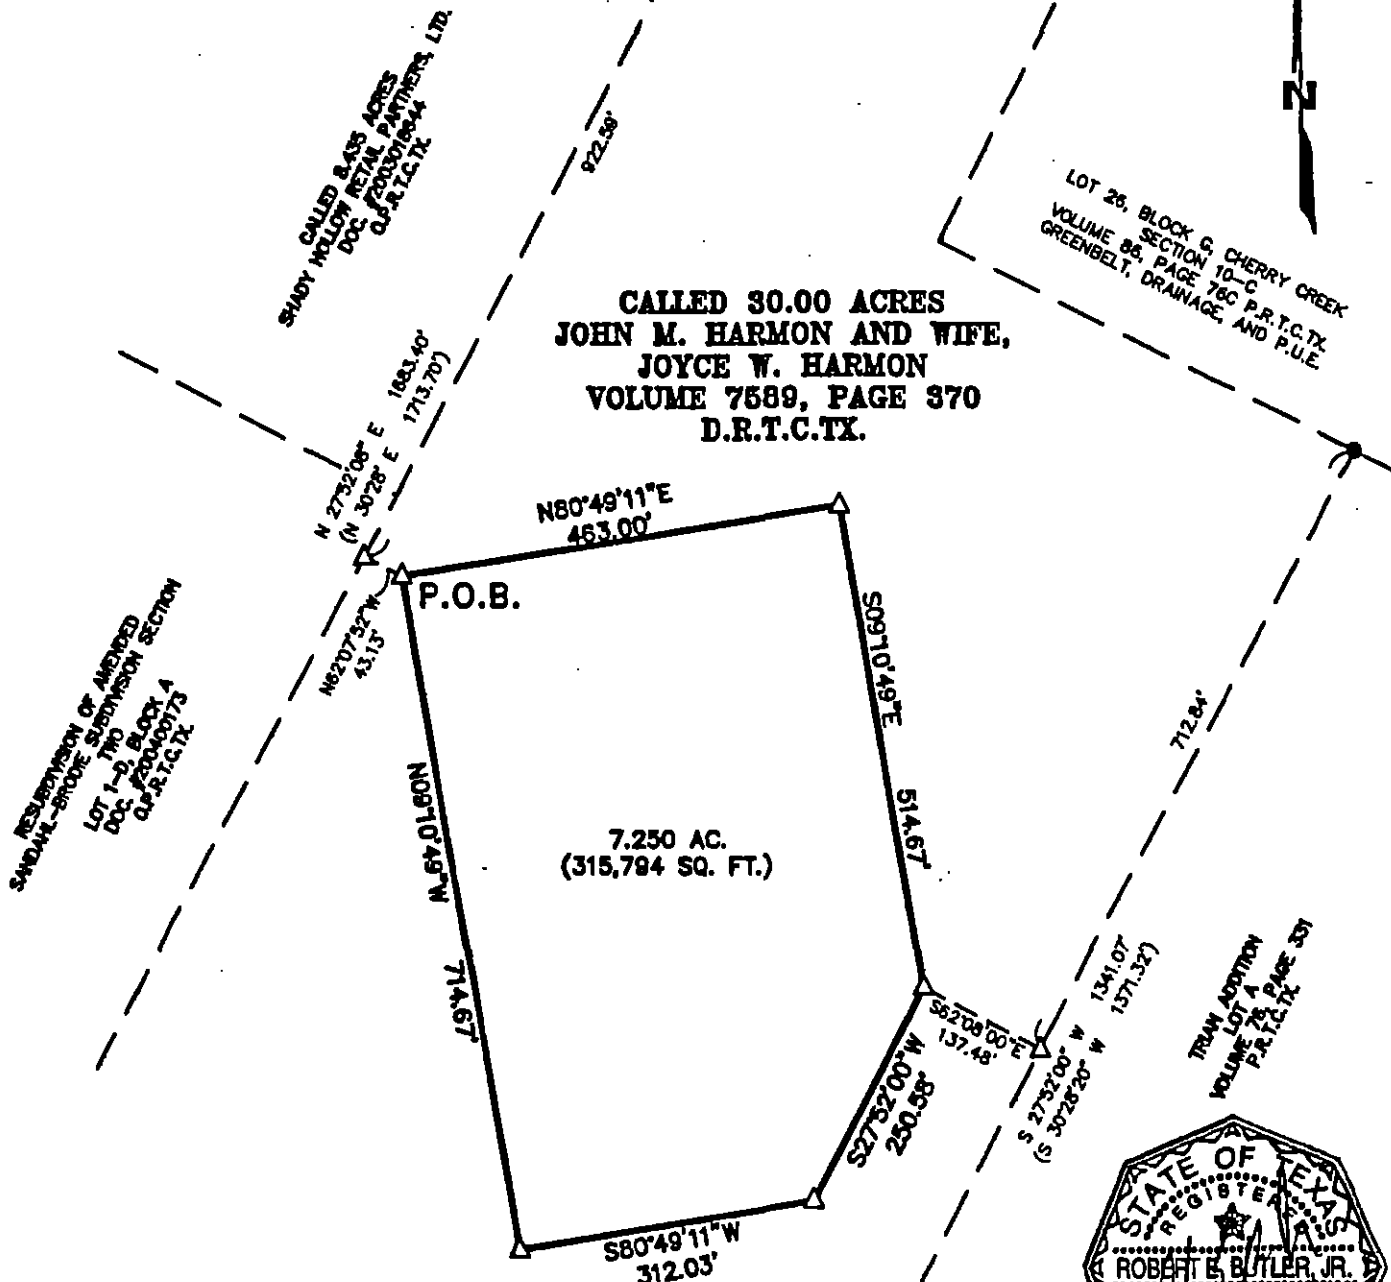 CALLED 8.435 ACRES
SHADY HOLLOW RETAIL PARTNERS, LTD.
DOC. #2003018644
O.P.R.T.C.TX.
922.59'
N
LOT 26, BLOCK G, CHERRY CREEK
SECTION 10-C
VOLUME 86, PAGE 76C P.R.T.C.TX.
GREENBELT, DRAINAGE, AND P.U.E.
CALLED 30.00 ACRES
JOHN M. HARMON AND WIFE,
JOYCE W. HARMON
VOLUME 7589, PAGE 370
D.R.T.C.TX.
N 27°52'08" E 1683.40'
(N 30°28' E 1713.70')
N80°49'11"E
463.00'
P.O.B.
N62°07'52"W
43.13'
RESUBDIVISION OF AMENDED
SANDAHL-BRODIE SUBDIVISION SECTION
TWO
LOT 1-D, BLOCK A
DOC. #200400173
O.P.R.T.C.TX.
S09°10'49"E
514.67'
712.84'
N09°10'49"W
714.67'
7.250 AC.
(315,794 SQ. FT.)
S62°08'00"E
137.48'
S 27°52'00" W 1341.07'
(S 30°28'20" W 1371.32')
TRIAN ADDITION
LOT A
VOLUME 76, PAGE 331
P.R.T.C.TX.
S27°52'00"W
250.58'
S80°49'11"W
312.03'
STATE OF TEXAS
REGISTERED
ROBERT E. BUTLER, JR.